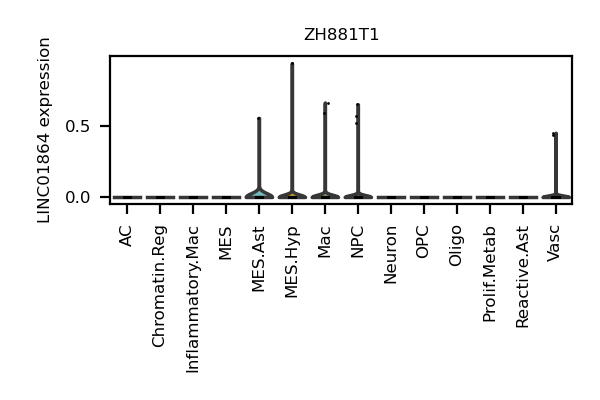 ZH881T1
LINC01864 expression
0.5
0.0
AC
Chromatin.Reg
Inflammatory.Mac
MES
MES.Ast
MES.Hyp
Mac
NPC
Neuron
OPC
Oligo
Prolif.Metab
Reactive.Ast
Vasc